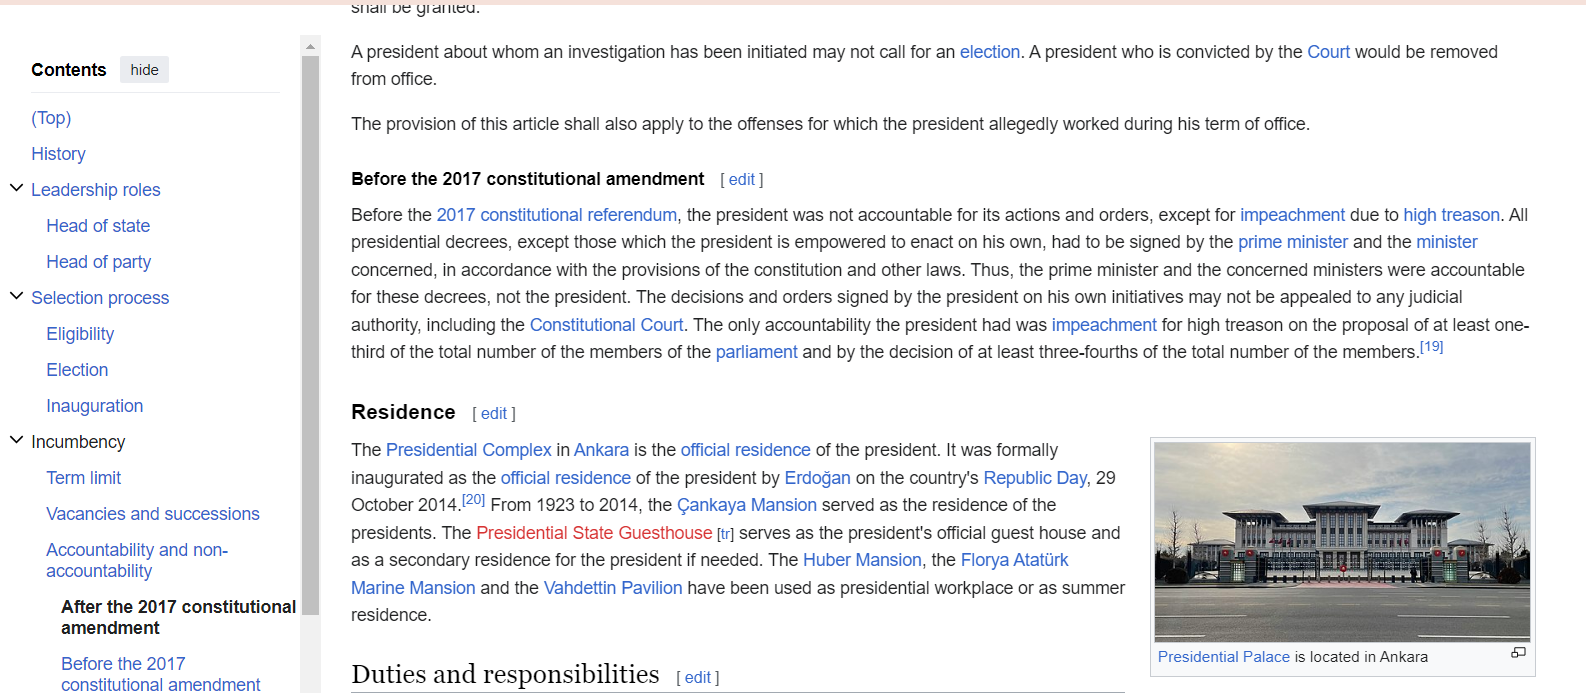 shall be granted.
Contents hide
(Top)
History
Leadership roles
Head of state
Head of party
Selection process
Eligibility
Election
Inauguration
Incumbency
Term limit
Vacancies and successions
Accountability and non-
accountability
After the 2017 constitutional
amendment
Before the 2017
constitutional amendment
A president about whom an investigation has been initiated may not call for an election. A president who is convicted by the Court would be removed
from office.
The provision of this article shall also apply to the offenses for which the president allegedly worked during his term of office.
Before the 2017 constitutional amendment [ edit ]
Before the 2017 constitutional referendum, the president was not accountable for its actions and orders, except for impeachment due to high treason. All
presidential decrees, except those which the president is empowered to enact on his own, had to be signed by the prime minister and the minister
concerned, in accordance with the provisions of the constitution and other laws. Thus, the prime minister and the concerned ministers were accountable
for these decrees, not the president. The decisions and orders signed by the president on his own initiatives may not be appealed to any judicial
authority, including the Constitutional Court. The only accountability the president had was impeachment for high treason on the proposal of at least one-
third of the total number of the members of the parliament and by the decision of at least three-fourths of the total number of the members.[19]
Residence [ edit ]
The Presidential Complex in Ankara is the official residence of the president. It was formally
inaugurated as the official residence of the president by Erdoğan on the country's Republic Day, 29
October 2014.[20] From 1923 to 2014, the Çankaya Mansion served as the residence of the
presidents. The Presidential State Guesthouse [tr] serves as the president's official guest house and
as a secondary residence for the president if needed. The Huber Mansion, the Florya Atatürk
Marine Mansion and the Vahdettin Pavilion have been used as presidential workplace or as summer
residence.
Presidential Palace is located in Ankara
Duties and responsibilities [ edit ]